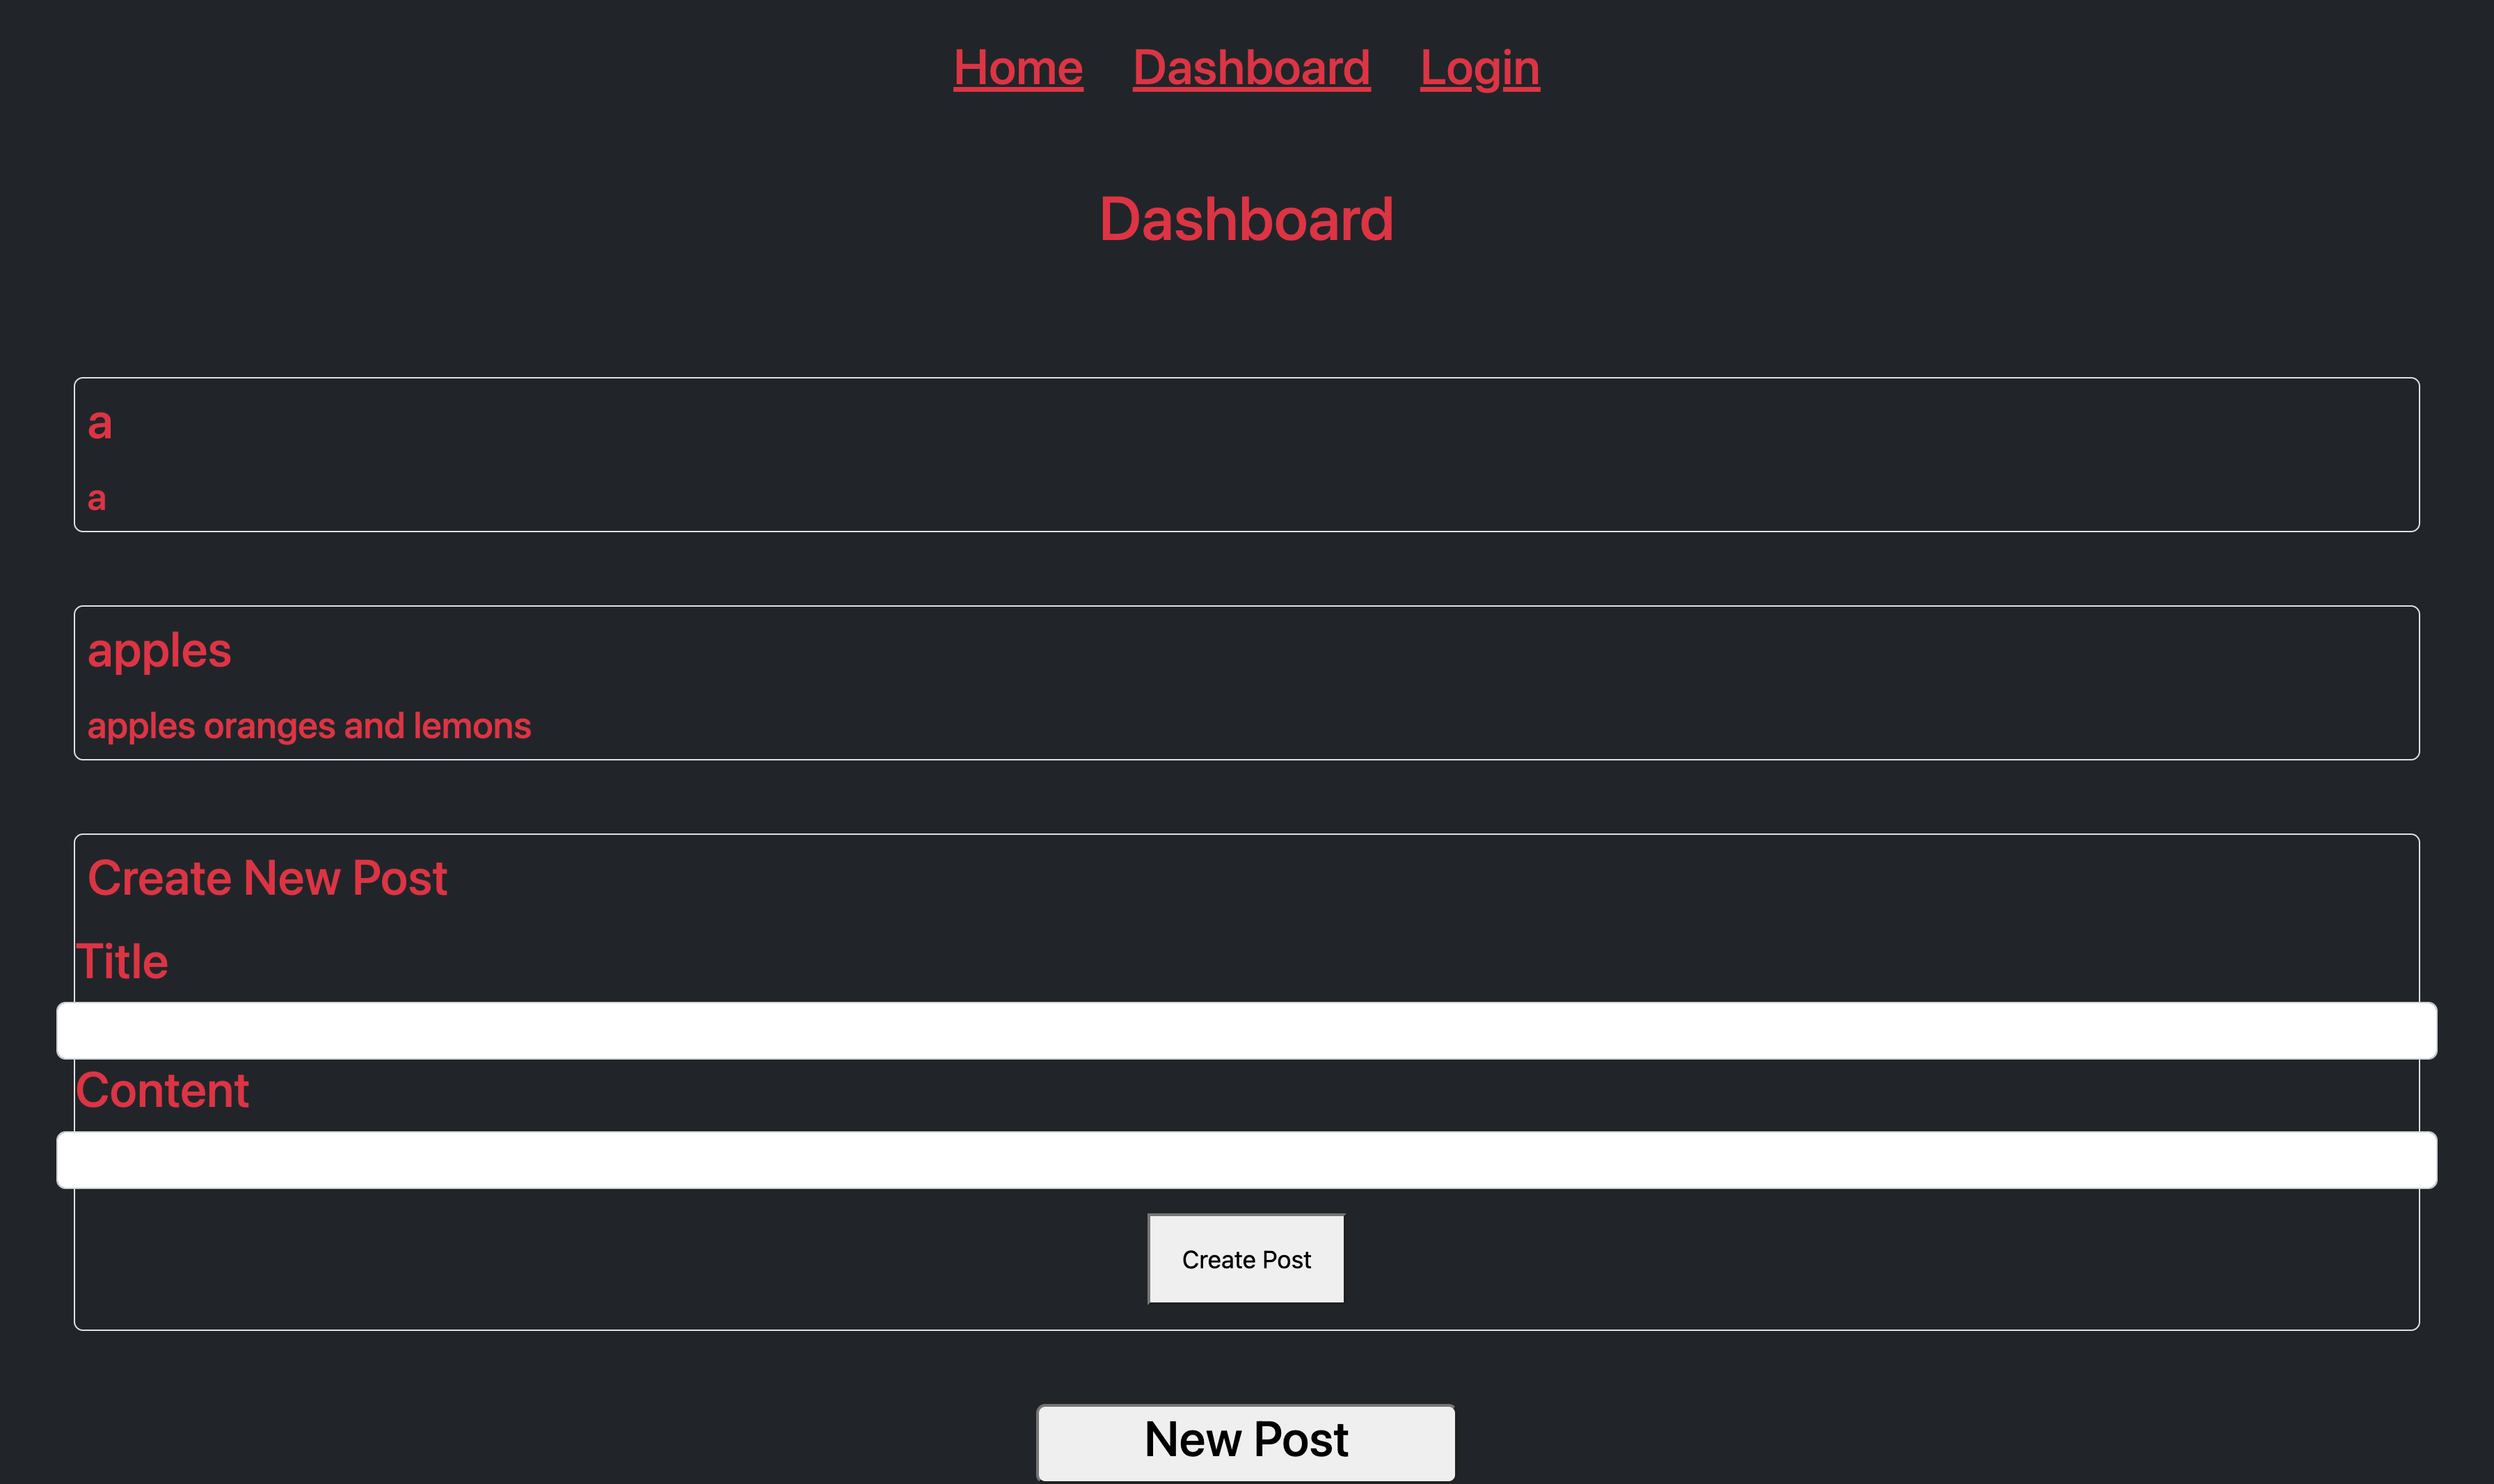 Home Dashboard Login
Dashboard
a
a
apples
apples oranges and lemons
Create New Post
Title
Content
Create Post
New Post